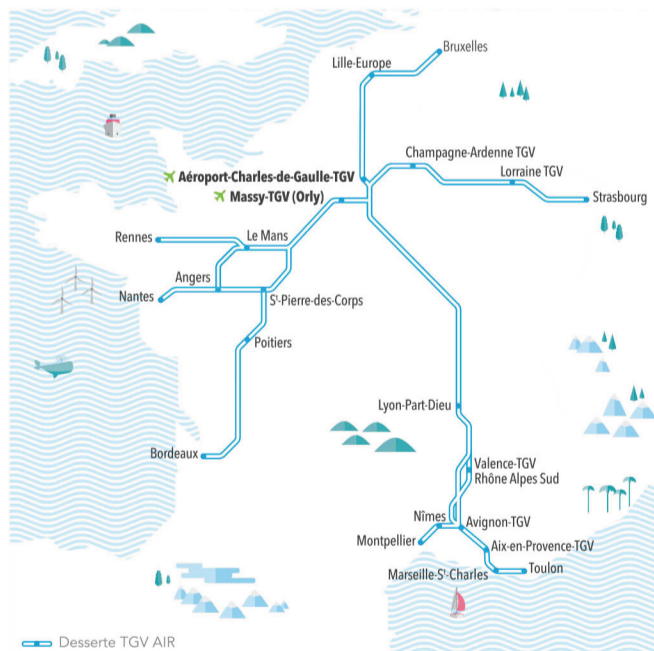 Bruxelles
Lille-Europe
Champagne-Ardenne TGV
Lorraine TGV
Aéroport-Charles-de-Gaulle-TGV
Massy-TGV (Orly)
Strasbourg
Rennes
Le Mans
Angers
Nantes
Sᵗ-Pierre-des-Corps
Poitiers
Lyon-Part-Dieu
Bordeaux
Valence-TGV
Rhône Alpes Sud
Nîmes
Avignon-TGV
Montpellier
Aix-en-Provence-TGV
Marseille-Sᵗ-Charles
Toulon
Desserte TGV AIR